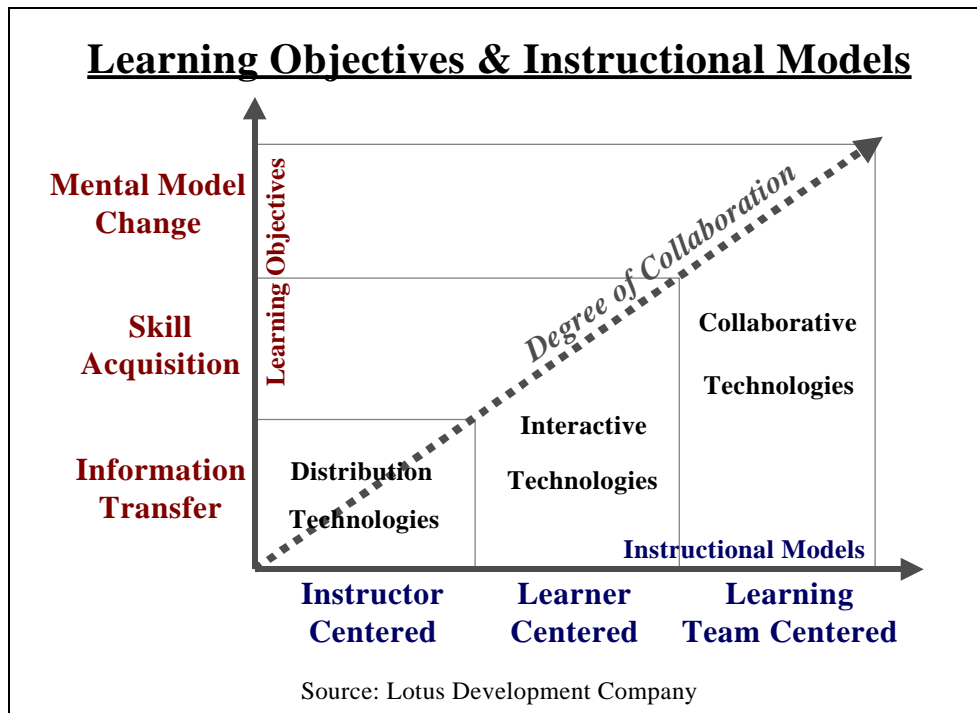 Learning Objectives & Instructional Models
Mental Model
Change
Learning Objectives
Degree of Collaboration
Skill
Acquisition
Collaborative
Technologies
Interactive
Technologies
Information
Transfer
Distribution
Technologies
Instructional Models
Instructor
Centered
Learner
Centered
Learning
Team Centered
Source: Lotus Development Company